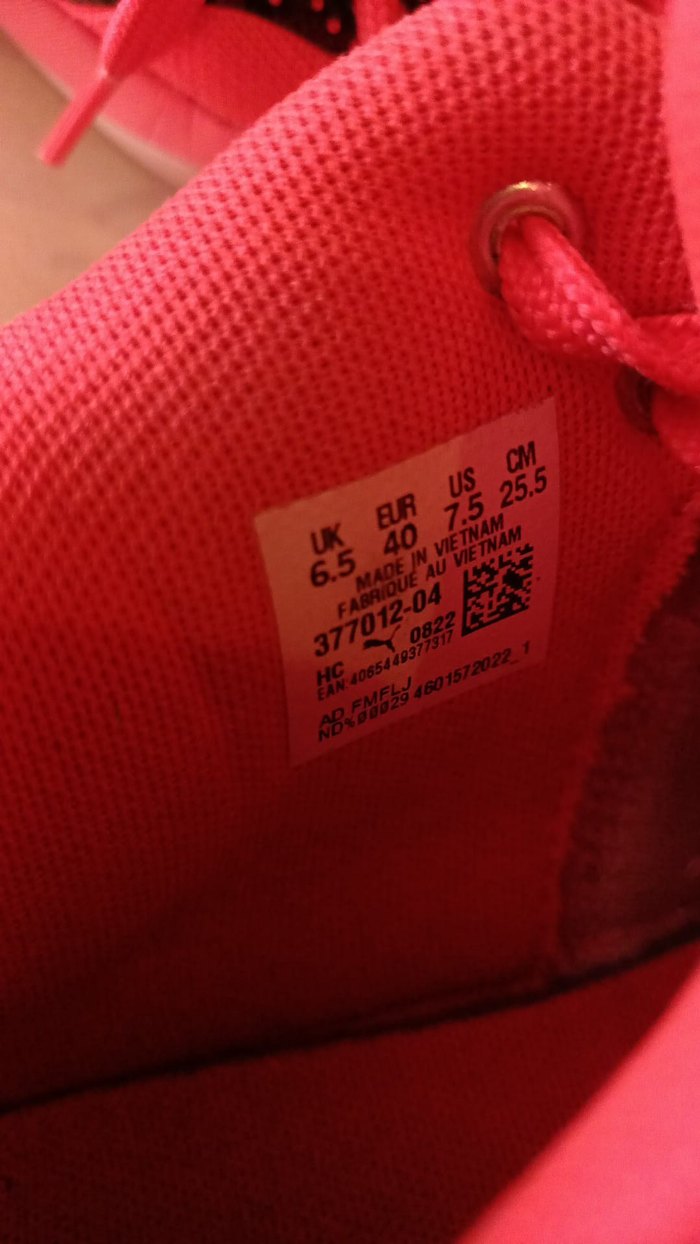 UK EUR US CM
6.5 40 7.5 25.5
MADE IN VIETNAM
FABRIQUÉ AU VIETNAM
377012-04
HC 0822
EAN:4065449377317
AD FMFLJ
ND%00029 4601572022_1